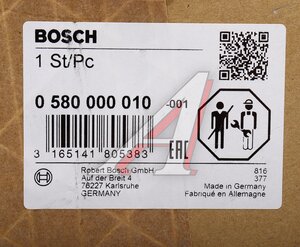 BOSCH
1 St/Pc
0 580 000 010 -001
3 165141 805383
EAC
Robert Bosch GmbH
Auf der Breit 4
76227 Karlsruhe
GERMANY
816
377
Made in Germany
Fabriqué en Allemagne